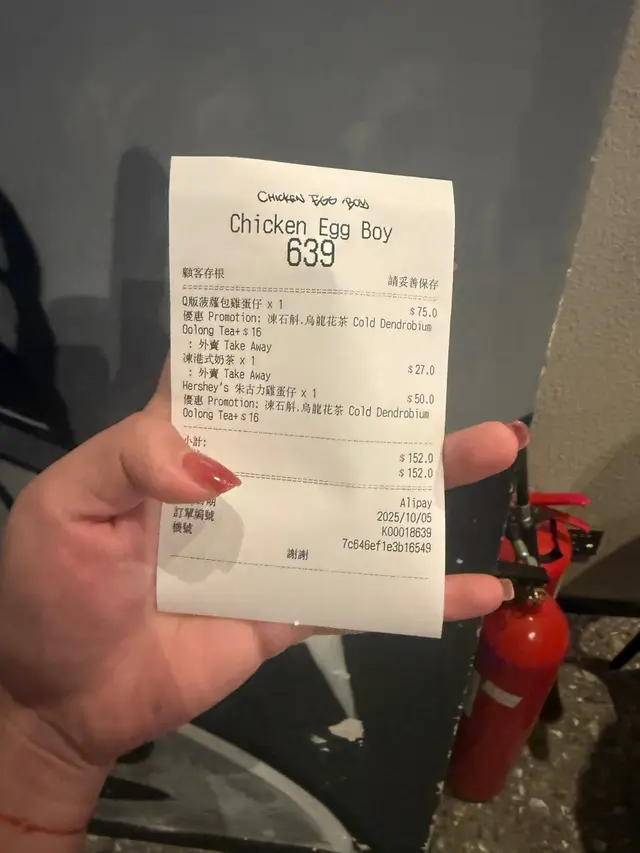 CHICKEN EGG BOY
Chicken Egg Boy
639
顧客存根 請妥善保存
Q版菠蘿包雞蛋仔 x 1 $75.0
優惠 Promotion: 凍石斛.烏龍花茶 Cold Dendrobium
Oolong Tea+$16
: 外賣 Take Away
凍港式奶茶 x 1 $27.0
: 外賣 Take Away
Hershey's 朱古力雞蛋仔 x 1 $50.0
優惠 Promotion: 凍石斛.烏龍花茶 Cold Dendrobium
Oolong Tea+$16
小計: $152.0
$152.0
Alipay
期 2025/10/05
訂單編號 K00018639
機號 7c646ef1e3b16549
謝謝